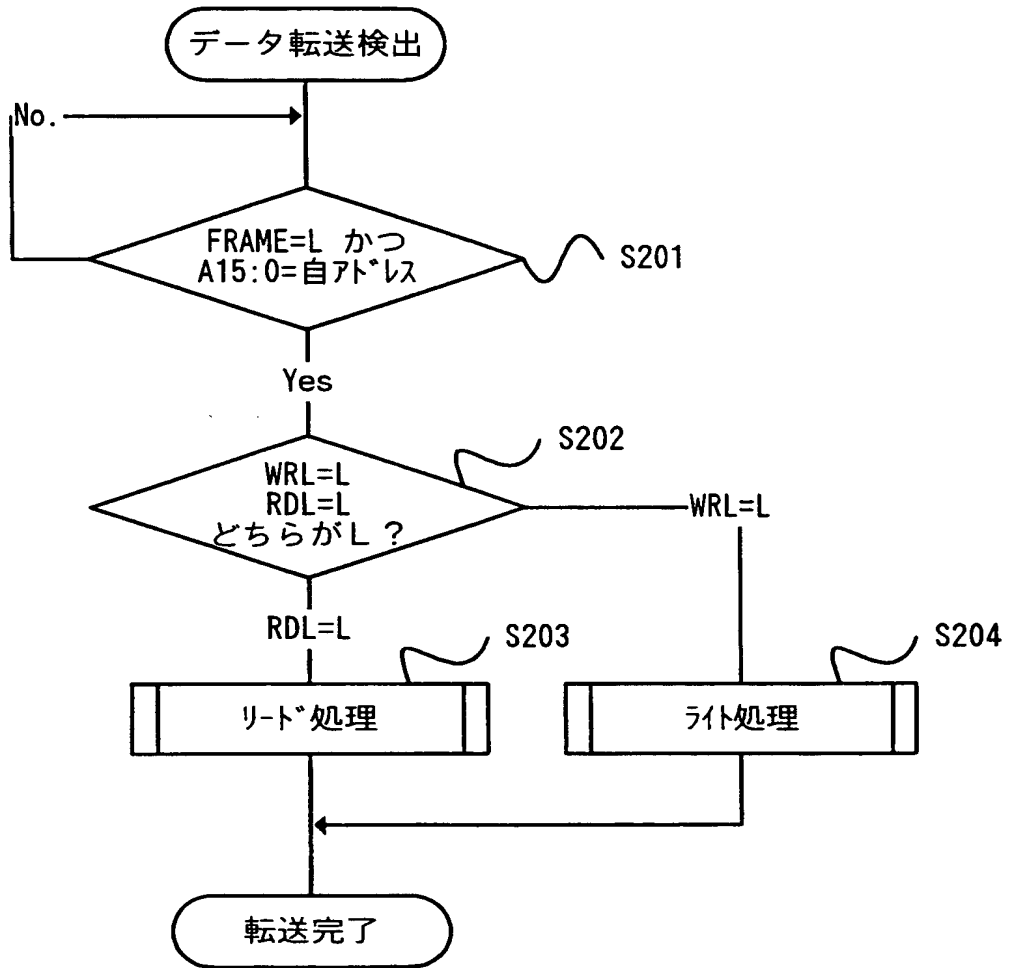 データ転送検出
No.
FRAME=L かつ
A15:0=自アドレス
S201
Yes
S202
WRL=L
RDL=L
どちらがL?
WRL=L
RDL=L
S203
S204
リード処理
ライト処理
転送完了